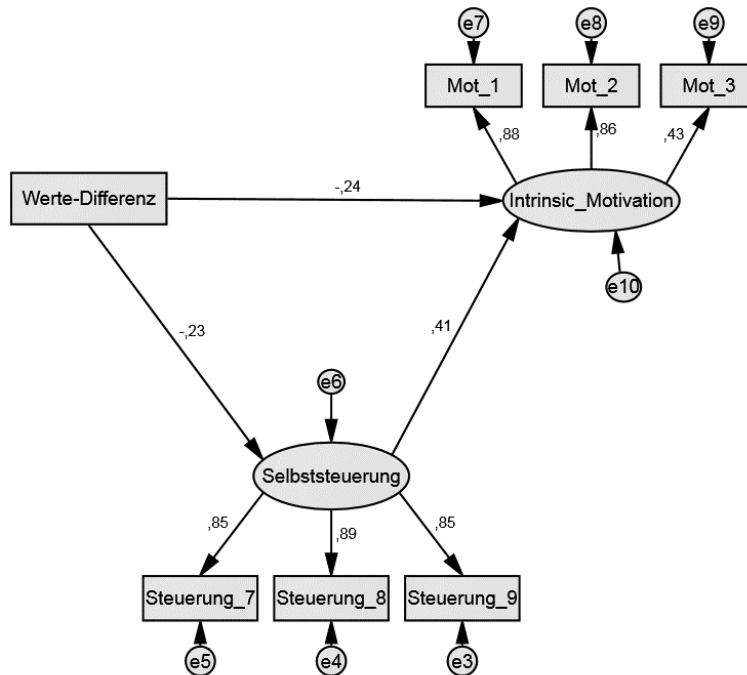 e7
e8
e9
Mot_1
Mot_2
Mot_3
,88
,86
,43
Werte-Differenz
-,24
Intrinsic_Motivation
e10
-,23
,41
e6
Selbststeuerung
,85
,89
,85
Steuerung_7
Steuerung_8
Steuerung_9
e5
e4
e3